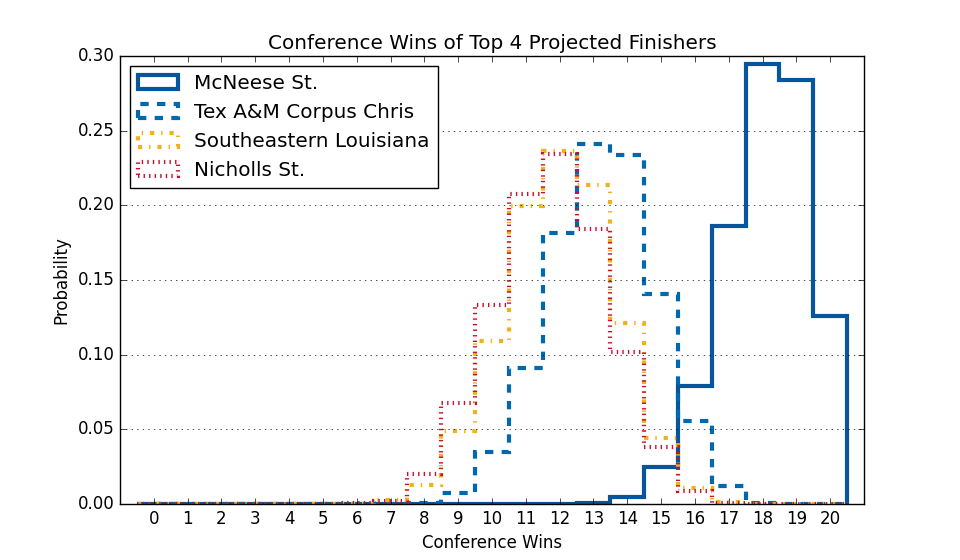 Conference Wins of Top 4 Projected Finishers
McNeese St.
Tex A&M Corpus Chris
Southeastern Louisiana
Nicholls St.
0.30
0.25
0.20
0.15
0.10
0.05
0.00
Probability
0 1 2 3 4 5 6 7 8 9 10 11 12 13 14 15 16 17 18 19 20
Conference Wins